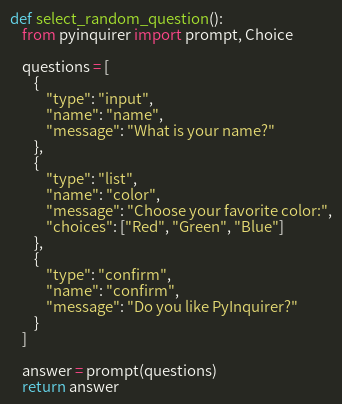 def select_random_question():
    from pyinquirer import prompt, Choice

    questions = [
        {
            "type": "input",
            "name": "name",
            "message": "What is your name?"
        },
        {
            "type": "list",
            "name": "color",
            "message": "Choose your favorite color:",
            "choices": ["Red", "Green", "Blue"]
        },
        {
            "type": "confirm",
            "name": "confirm",
            "message": "Do you like PyInquirer?"
        }
    ]

    answer = prompt(questions)
    return answer